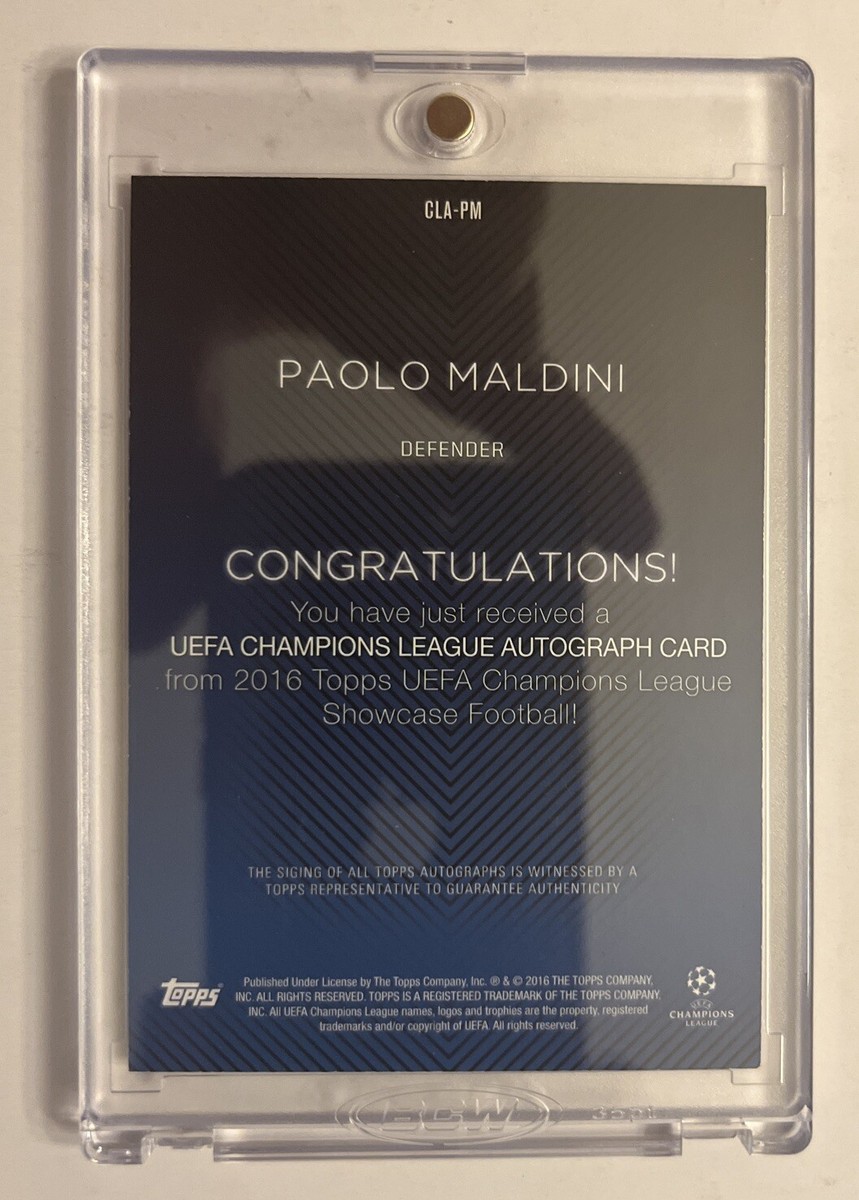 CLA-PM
PAOLO MALDINI
DEFENDER
CONGRATULATIONS!
You have just received a
UEFA CHAMPIONS LEAGUE AUTOGRAPH CARD
from 2016 Topps UEFA Champions League
Showcase Football!
THE SIGING OF ALL TOPPS AUTOGRAPHS IS WITNESSED BY A
TOPPS REPRESENTATIVE TO GUARANTEE AUTHENTICITY
topps®
Published Under License by The Topps Company, Inc. ® & © 2016 THE TOPPS COMPANY,
INC. ALL RIGHTS RESERVED. TOPPS IS A REGISTERED TRADEMARK OF THE TOPPS COMPANY,
INC. All UEFA Champions League names, logos and trophies are the property, registered
trademarks and/or copyright of UEFA. All rights reserved.
UEFA
CHAMPIONS
LEAGUE
BCW
35pt